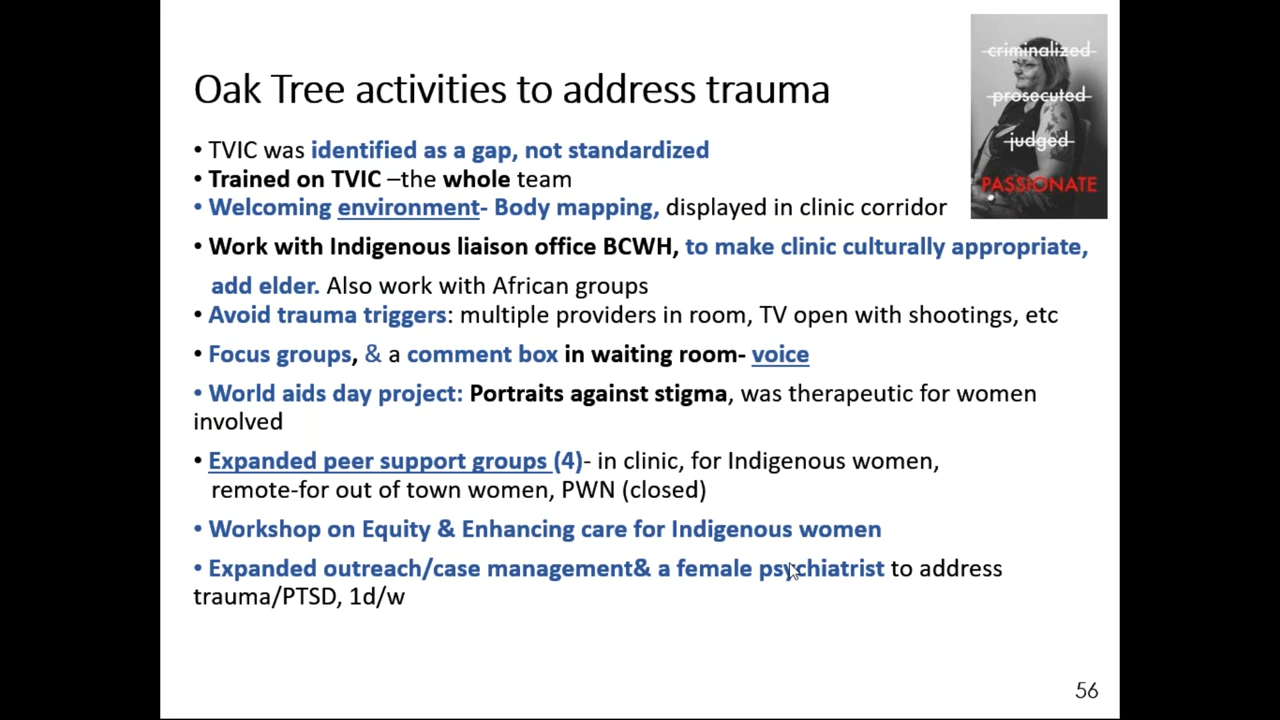 criminalized
prosecuted
judged
PASSIONATE
Oak Tree activities to address trauma
• TVIC was identified as a gap, not standardized
• Trained on TVIC –the whole team
• Welcoming environment- Body mapping, displayed in clinic corridor
• Work with Indigenous liaison office BCWH, to make clinic culturally appropriate,
add elder. Also work with African groups
• Avoid trauma triggers: multiple providers in room, TV open with shootings, etc
• Focus groups, & a comment box in waiting room- voice
• World aids day project: Portraits against stigma, was therapeutic for women
involved
• Expanded peer support groups (4)- in clinic, for Indigenous women,
remote-for out of town women, PWN (closed)
• Workshop on Equity & Enhancing care for Indigenous women
• Expanded outreach/case management& a female psychiatrist to address
trauma/PTSD, 1d/w
56